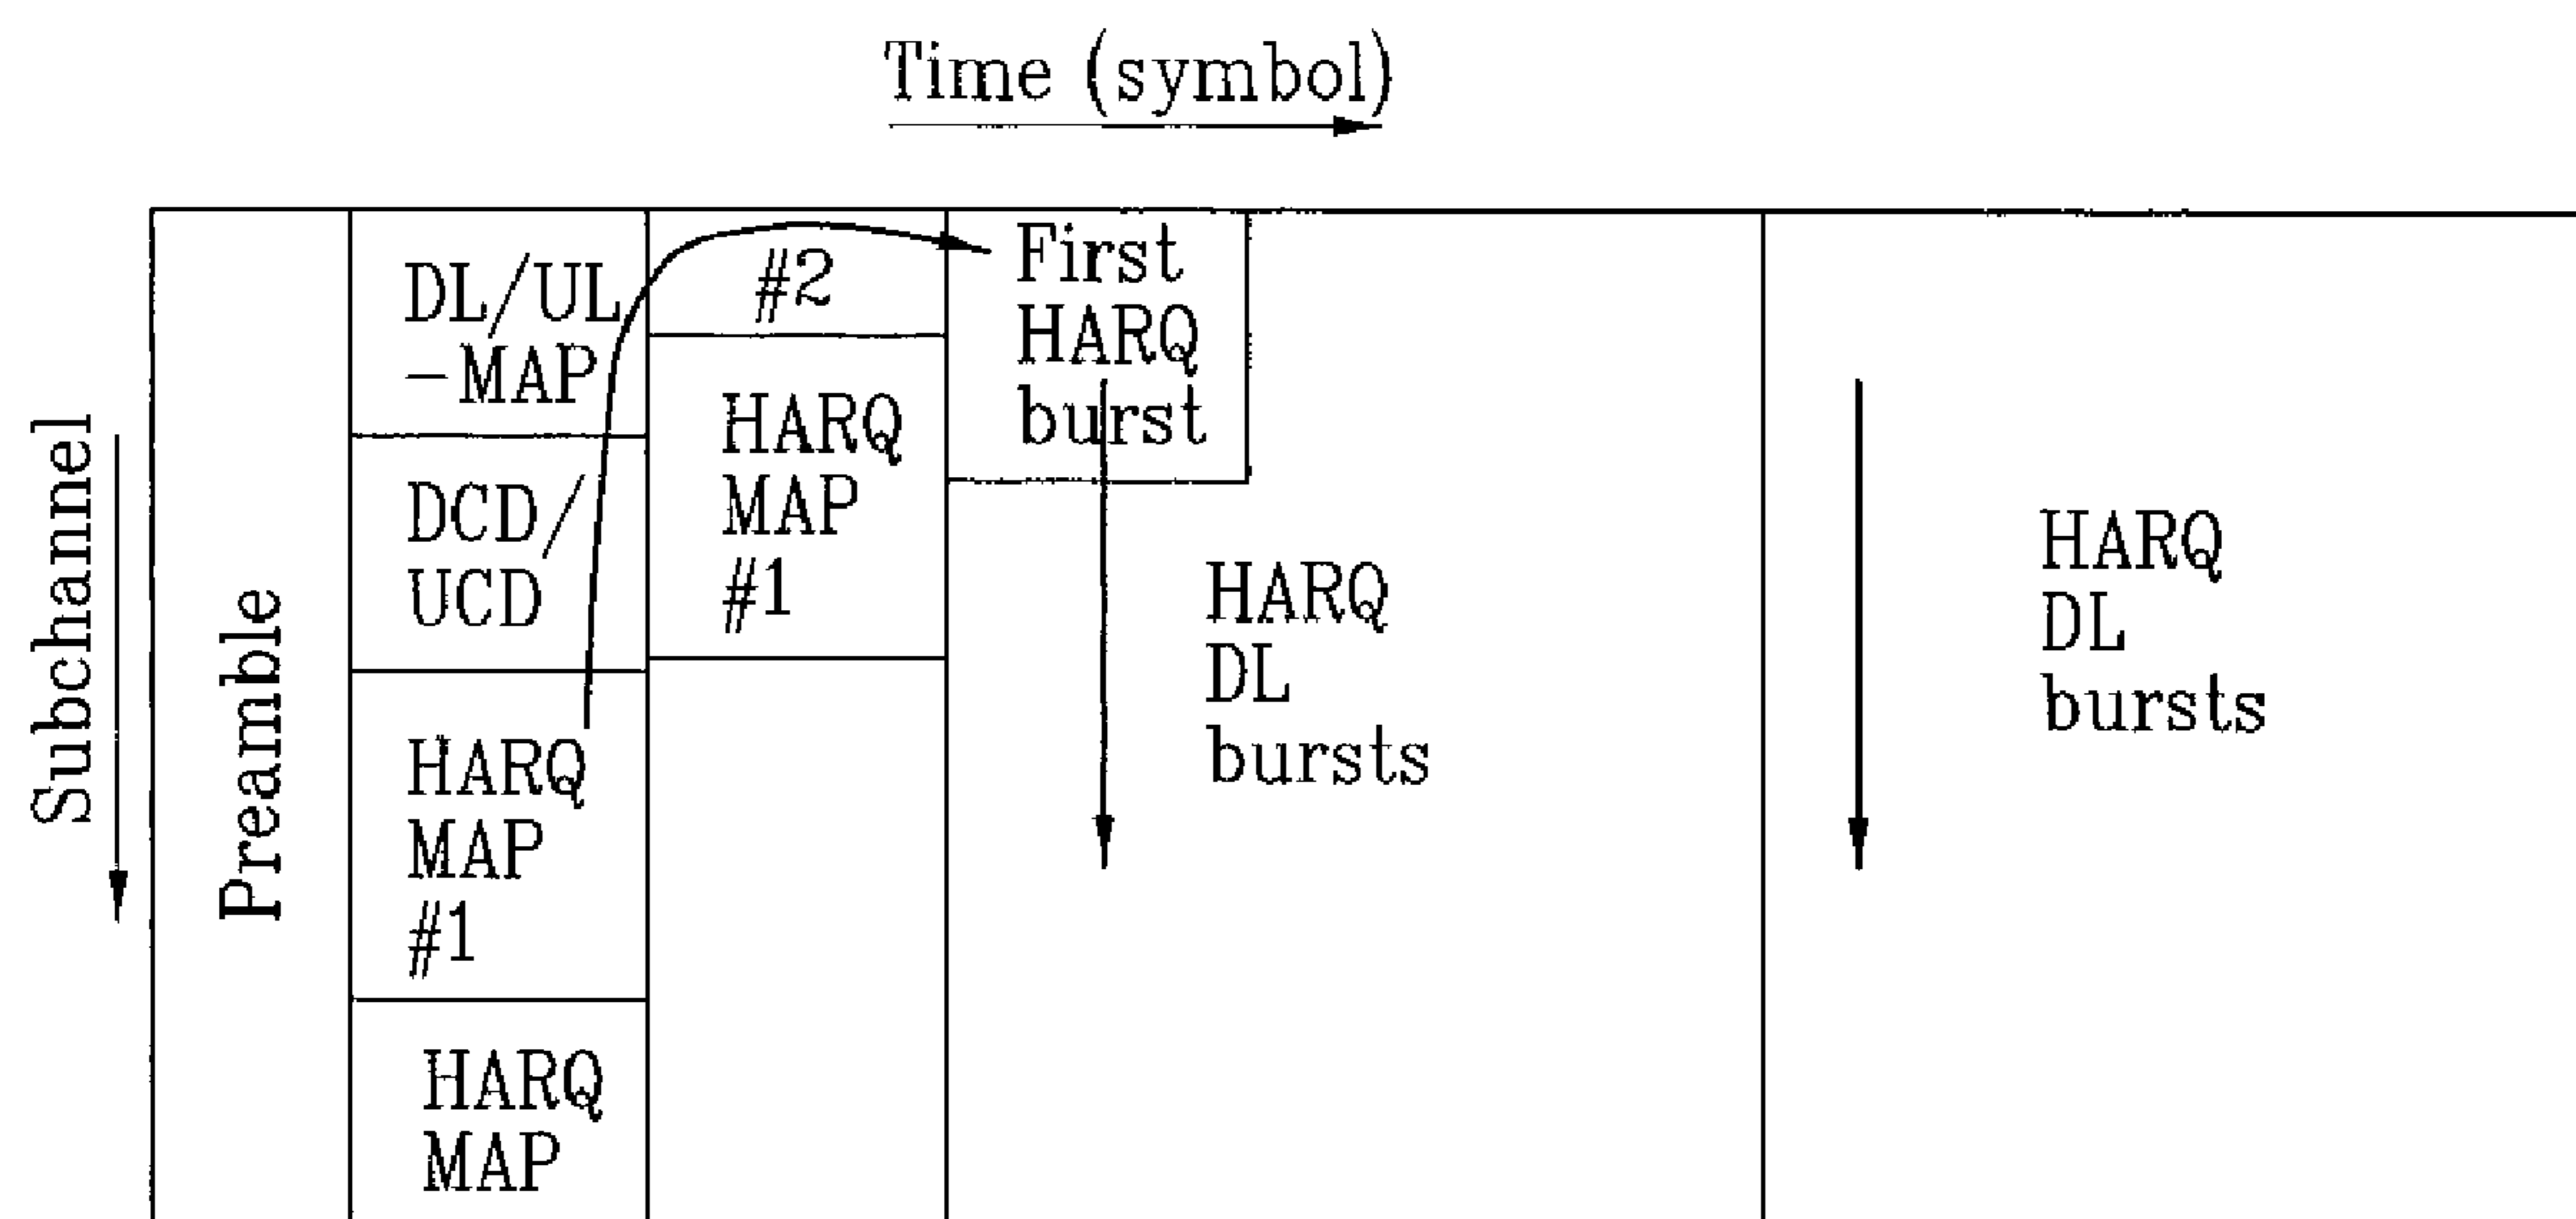 Time (symbol)
Subchannel
Preamble
DL/UL
-MAP
DCD/
UCD
HARQ
MAP
#1
HARQ
MAP
#2
HARQ
MAP
#1
First
HARQ
burst
HARQ
DL
bursts
HARQ
DL
bursts